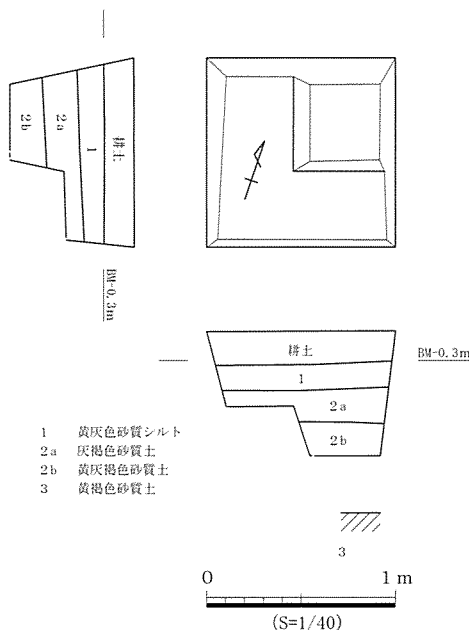 2b
2a
1
耕土
BM-0.3m
耕土
BM-0.3m
1
2a
2b
1 黄灰色砂質シルト
2a 灰褐色砂質土
2b 黄灰褐色砂質土
3 黄褐色砂質土
3
0 1m
(S=1/40)